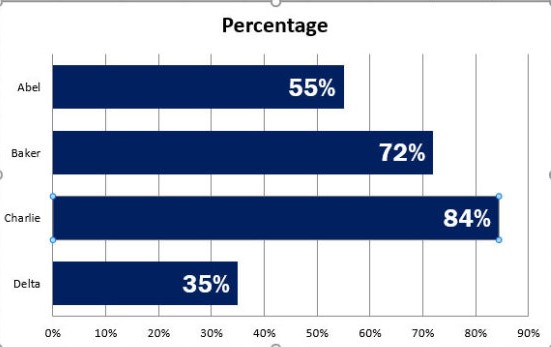 Percentage
Abel 55%
Baker 72%
Charlie 84%
Delta 35%
0% 10% 20% 30% 40% 50% 60% 70% 80% 90%